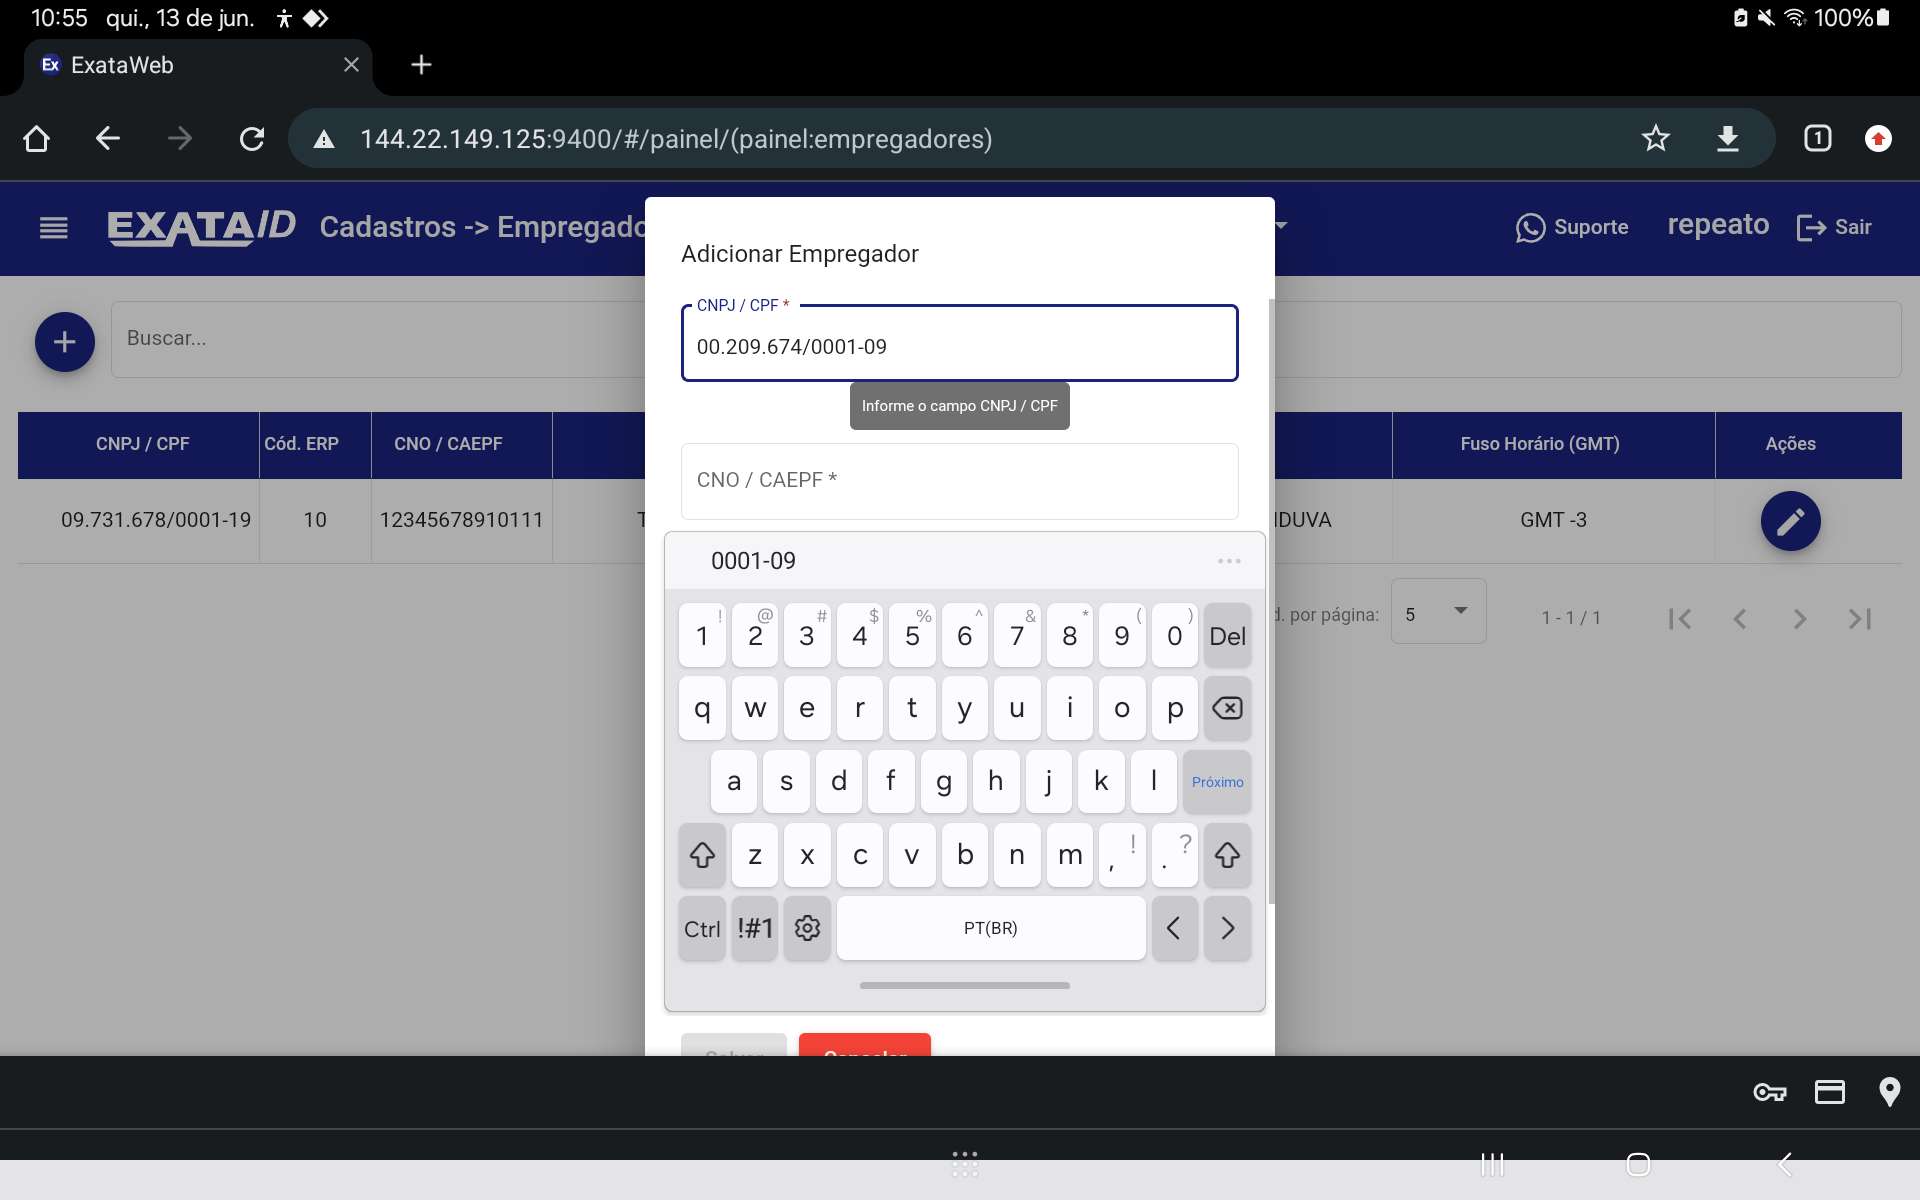 10:55 qui., 13 de jun. 100%
Ex ExataWeb
144.22.149.125:9400/#/painel/(painel:empregadores) 1
EXATA ID Cadastros -> Empregado Suporte repeato Sair
Adicionar Empregador
CNPJ / CPF *
00.209.674/0001-09
Buscar...
Informe o campo CNPJ / CPF
CNPJ / CPF Cód. ERP CNO / CAEPF Fuso Horário (GMT) Ações
CNO / CAEPF *
09.731.678/0001-19 10 12345678910111 T IDUVA GMT -3
0001-09 ...
d. por página: 5 1 - 1 / 1
! @ # $ % ^ & * ( )
1 2 3 4 5 6 7 8 9 0 Del
q w e r t y u i o p
a s d f g h j k l Próximo
z x c v b n m , ! . ?
Ctrl !#1 PT(BR) < >
Salvar Cancelar